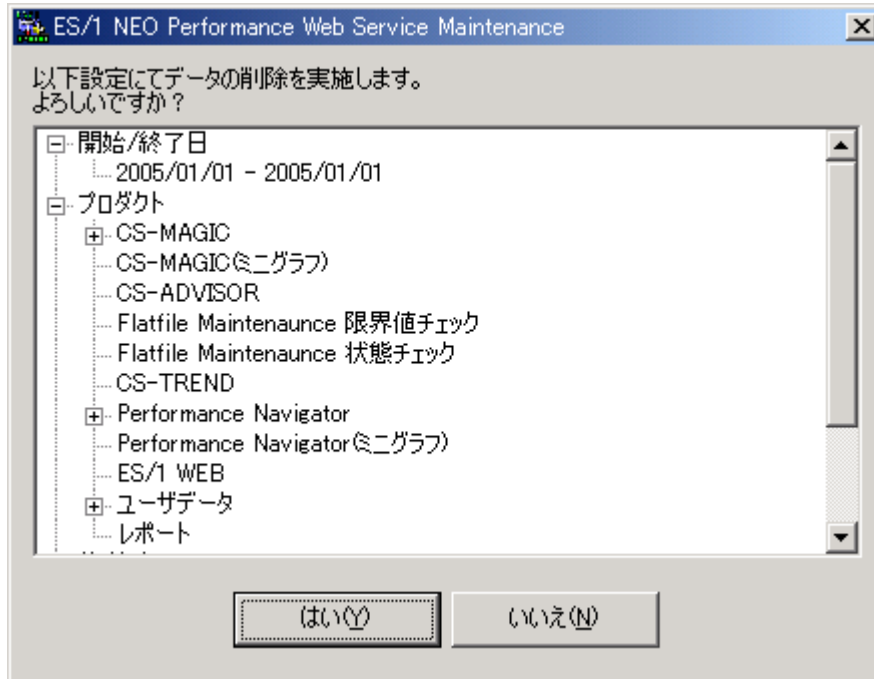 ES/1 NEO Performance Web Service Maintenance
以下設定にてデータの削除を実施します。
よろしいですか？
開始/終了日
2005/01/01 - 2005/01/01
プロダクト
CS-MAGIC
CS-MAGIC(ミニグラフ)
CS-ADVISOR
Flatfile Maintenaunce 限界値チェック
Flatfile Maintenaunce 状態チェック
CS-TREND
Performance Navigator
Performance Navigator(ミニグラフ)
ES/1 WEB
ユーザデータ
レポート
はい(Y)
いいえ(N)